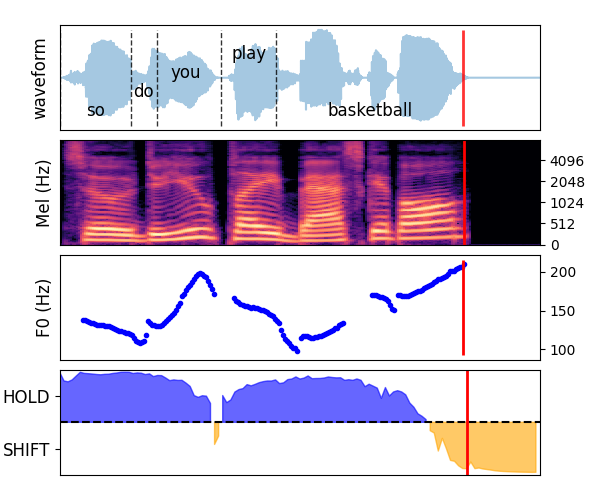 waveform
so
do
you
play
basketball
Mel (Hz)
4096
2048
1024
512
0
F0 (Hz)
200
150
100
HOLD
SHIFT